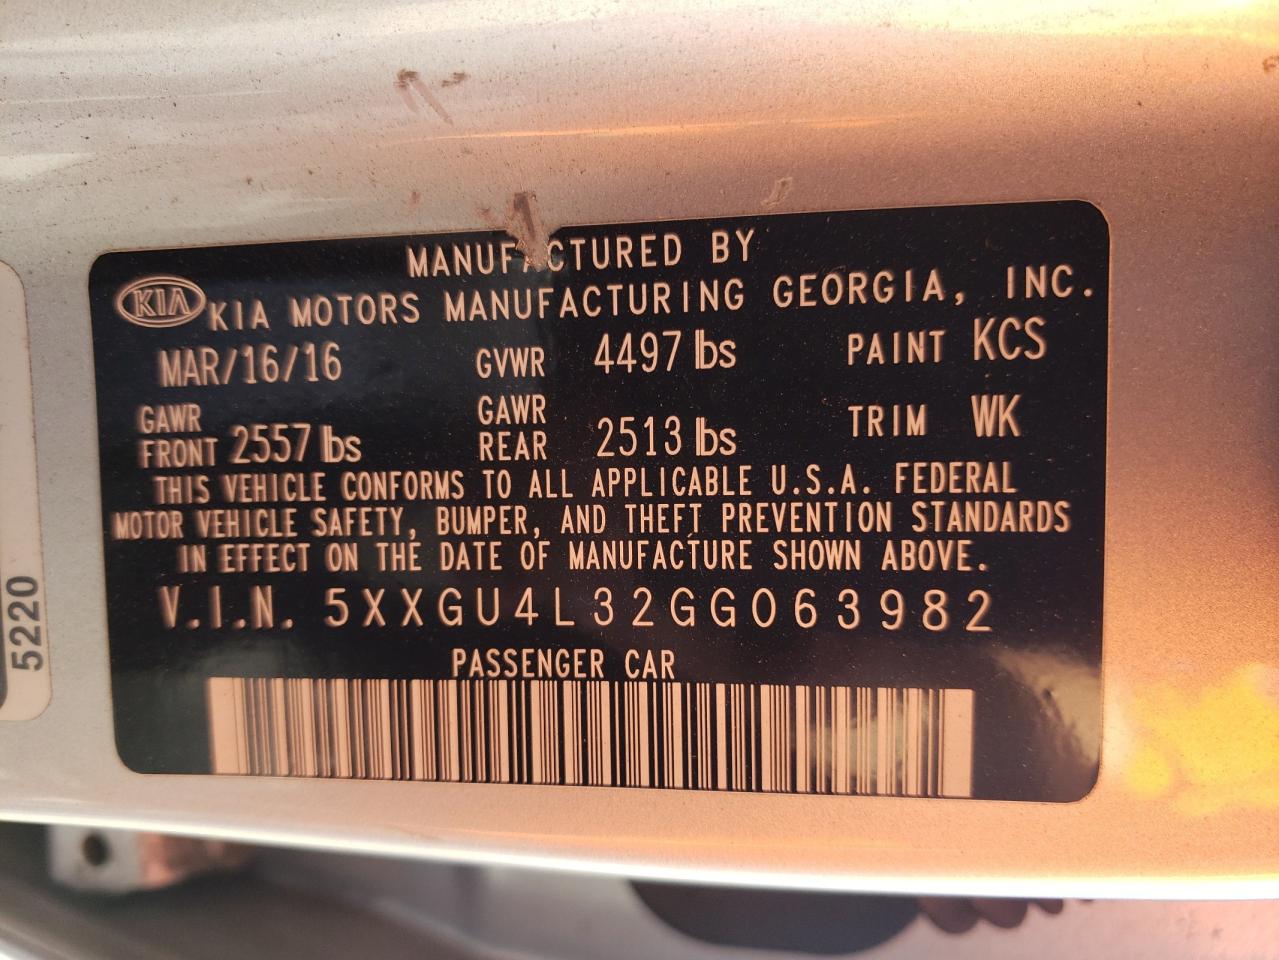 MANUFACTURED BY
KIA KIA MOTORS MANUFACTURING GEORGIA, INC.
MAR/16/16 GVWR 4497 lbs PAINT KCS
GAWR FRONT 2557 lbs GAWR REAR 2513 lbs TRIM WK
THIS VEHICLE CONFORMS TO ALL APPLICABLE U.S.A. FEDERAL
MOTOR VEHICLE SAFETY, BUMPER, AND THEFT PREVENTION STANDARDS
IN EFFECT ON THE DATE OF MANUFACTURE SHOWN ABOVE.
V.I.N. 5XXGU4L32GG063982
PASSENGER CAR
5220